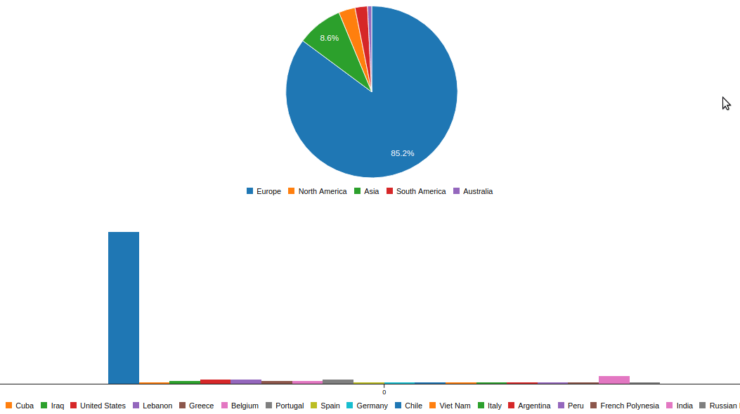 8.6%
85.2%
Europe North America Asia South America Australia
0
Cuba Iraq United States Lebanon Greece Belgium Portugal Spain Germany Chile Viet Nam Italy Argentina Peru French Polynesia India Russian